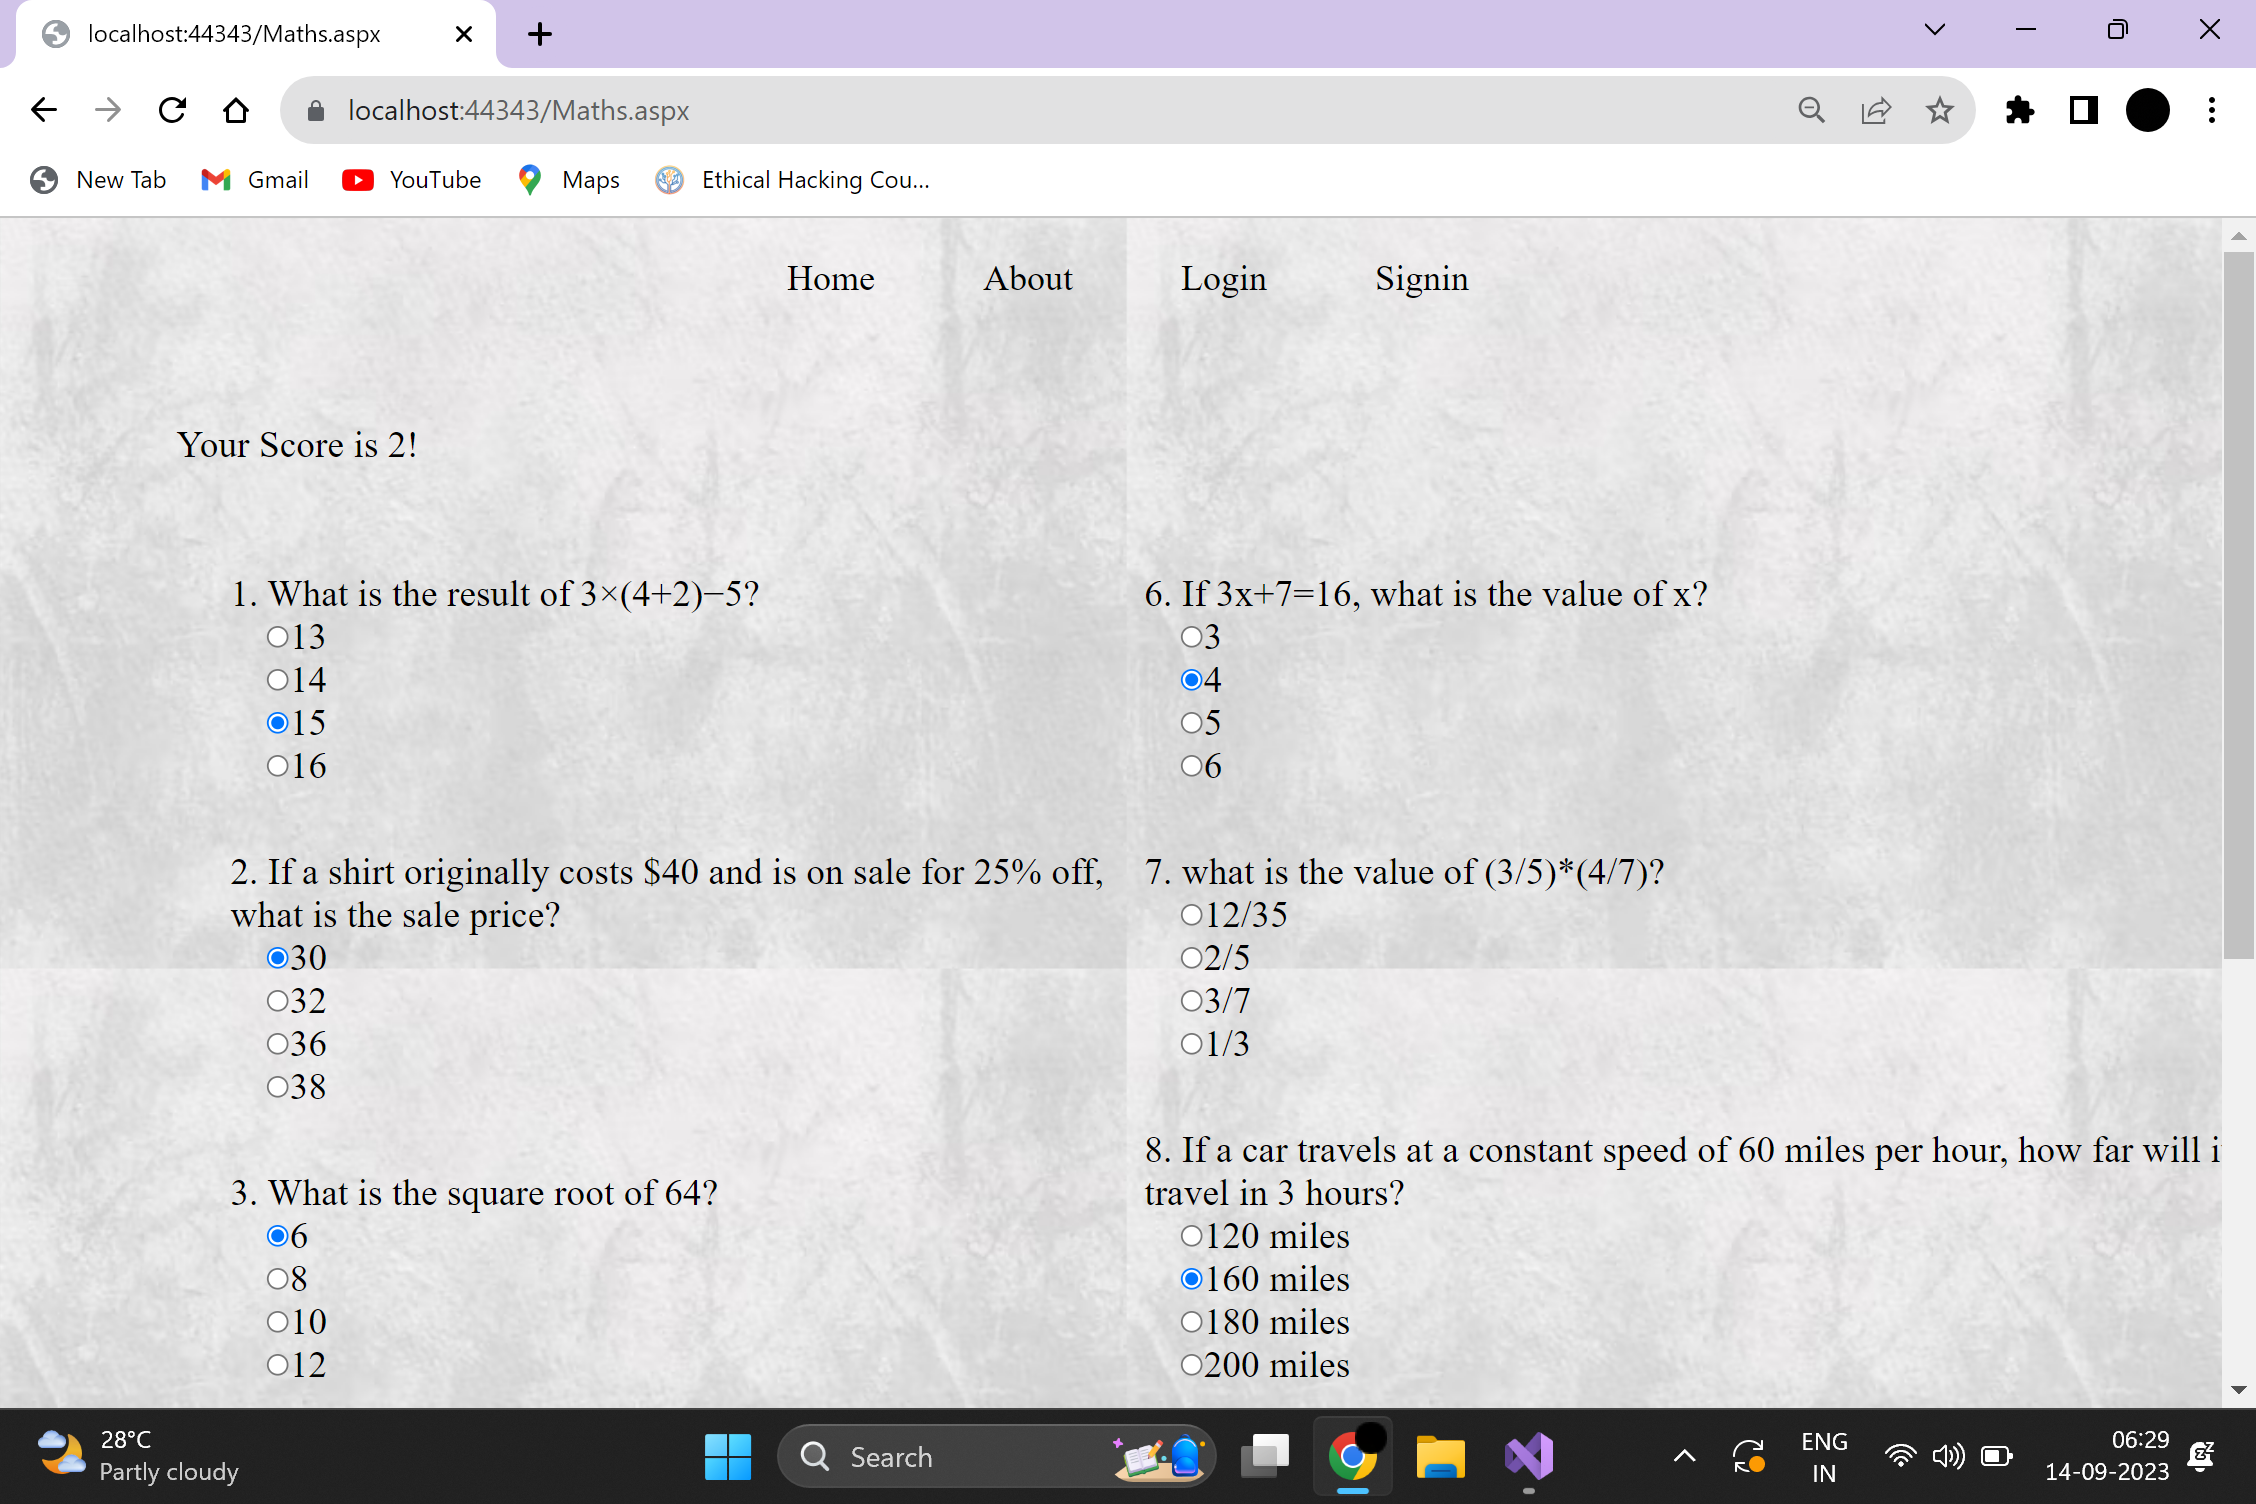 localhost:44343/Maths.aspx
localhost:44343/Maths.aspx
New Tab Gmail YouTube Maps Ethical Hacking Cou...
Home About Login Signin
Your Score is 2!
1. What is the result of 3×(4+2)−5?
13
14
15
16
2. If a shirt originally costs $40 and is on sale for 25% off,
what is the sale price?
30
32
36
38
3. What is the square root of 64?
6
8
10
12
6. If 3x+7=16, what is the value of x?
3
4
5
6
7. what is the value of (3/5)*(4/7)?
12/35
2/5
3/7
1/3
8. If a car travels at a constant speed of 60 miles per hour, how far will
travel in 3 hours?
120 miles
160 miles
180 miles
200 miles
28°C
Partly cloudy
Search
ENG
IN
06:29
14-09-2023